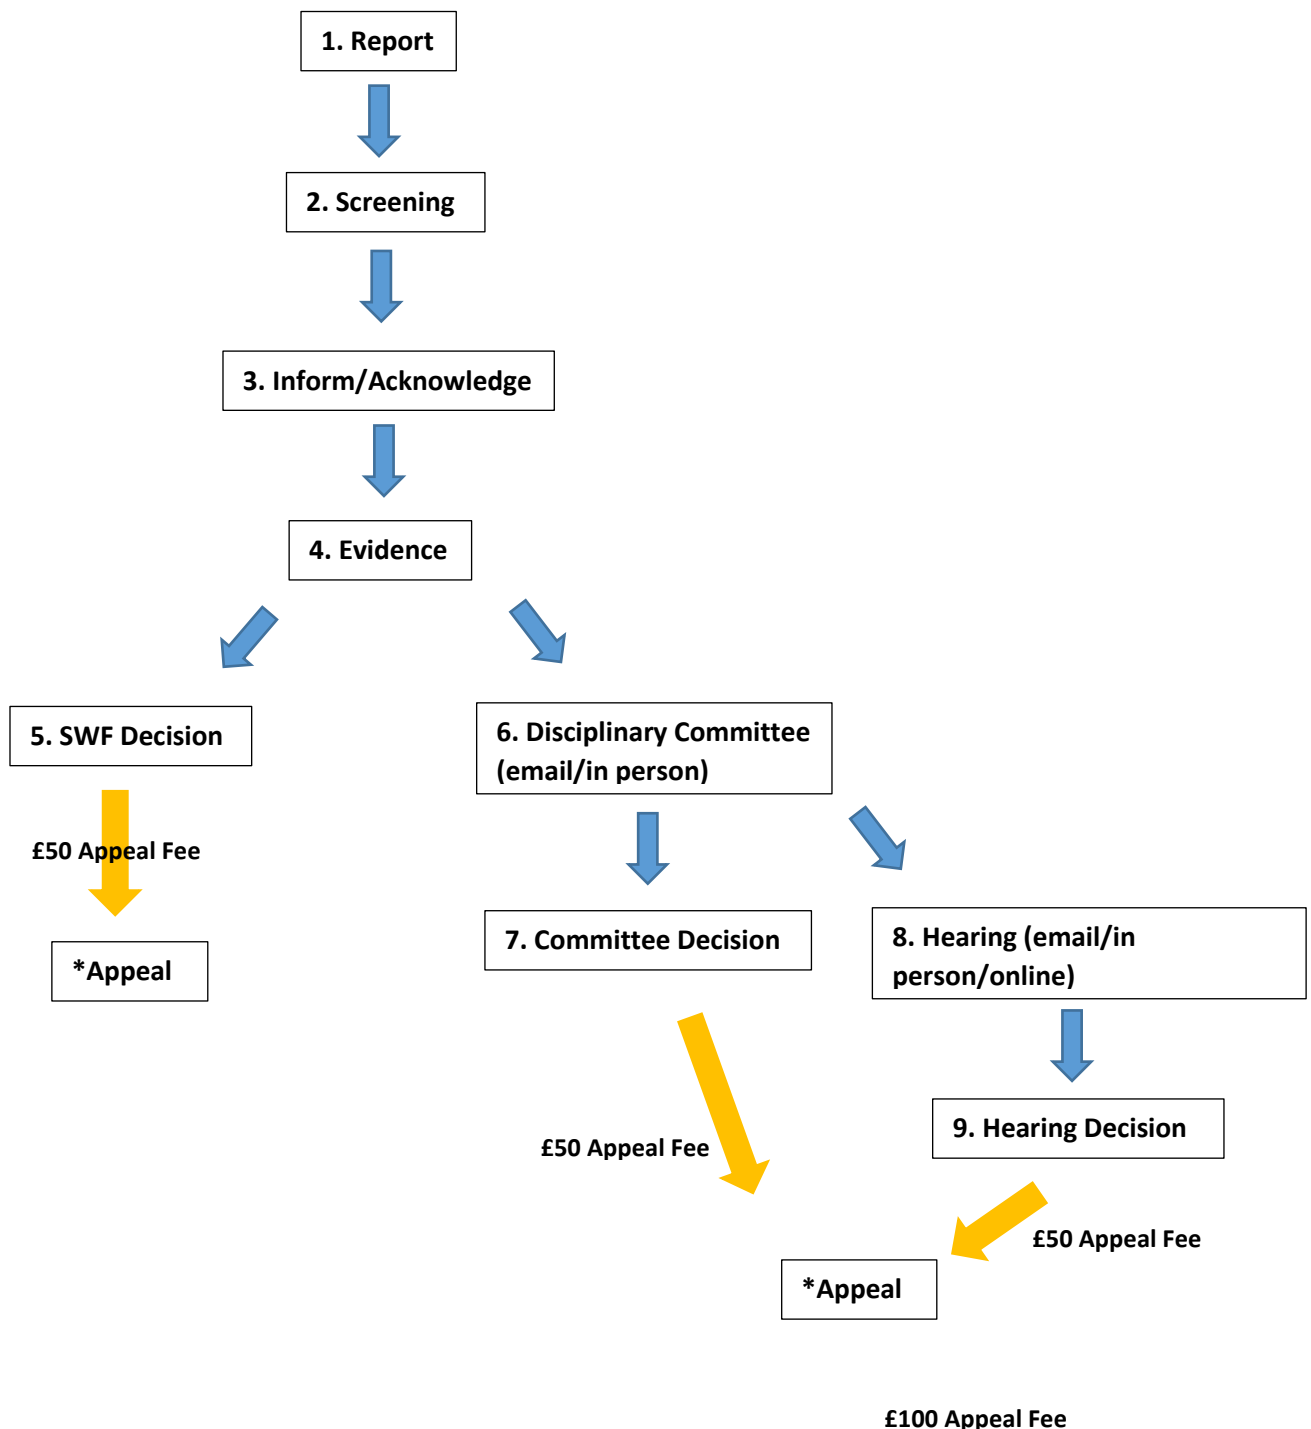 1. Report
2. Screening
3. Inform/Acknowledge
4. Evidence
5. SWF Decision
6. Disciplinary Committee
(email/in person)
£50 Appeal Fee
7. Committee Decision
8. Hearing (email/in
person/online)
*Appeal
9. Hearing Decision
£50 Appeal Fee
£50 Appeal Fee
*Appeal
£100 Appeal Fee